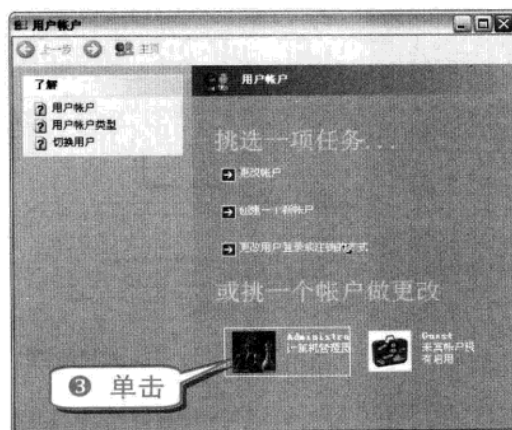 用户帐户
上一步 主页
了解
用户帐户
用户帐户类型
切换用户
用户帐户
挑选一项任务...
更改帐户
创建一个新帐户
更改用户登录或注销的方式
或挑一个帐户做更改
Administra
计算机管理员
Guest
来宾帐户没
有启用
❸ 单击